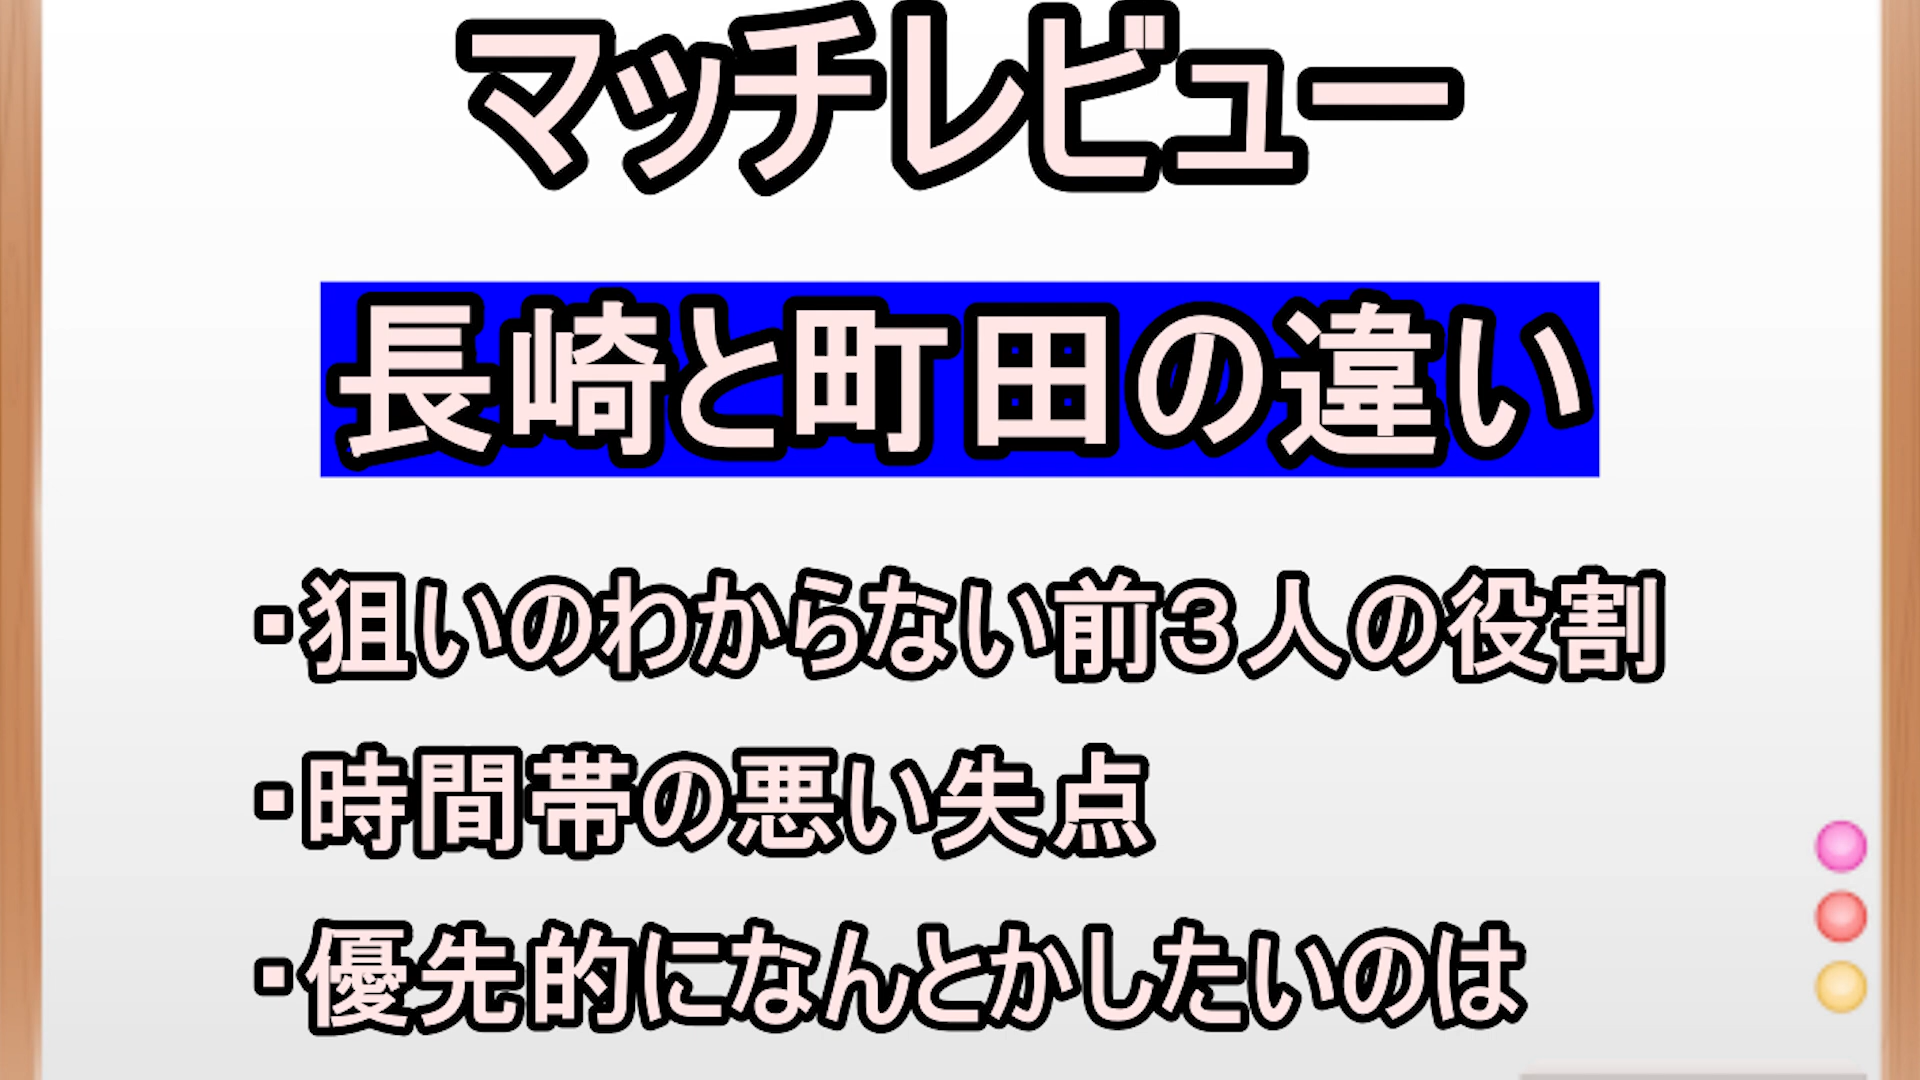 マッチレビュー
長崎と町田の違い
・狙いのわからない前３人の役割
・時間帯の悪い失点
・優先的になんとかしたいのは